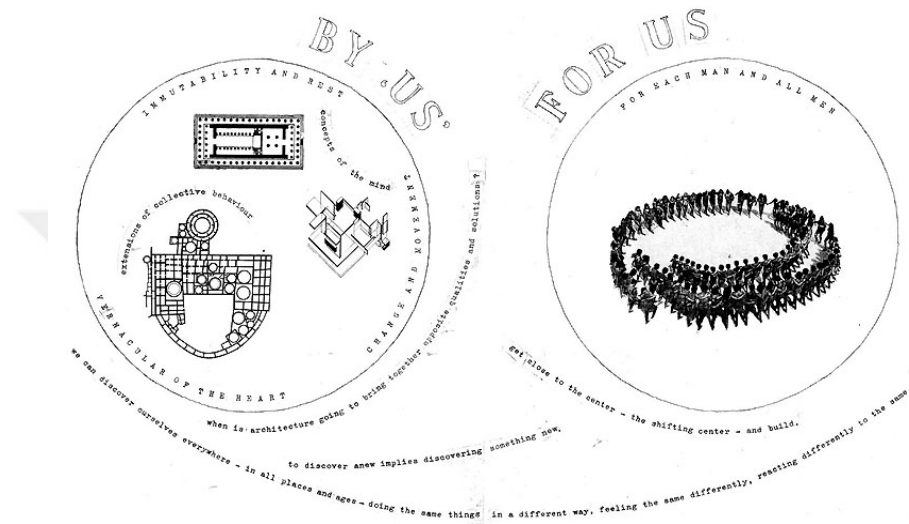 BY 'US'
IMMUTABILITY AND REST
concepts of the mind
extensions of collective behaviour
CHANGE AND MOVEMENT
VERNACULAR OF THE HEART
when is architecture going to bring together opposite qualities and solutions?
FOR US
FOR EACH MAN AND ALL MEN
get close to the center - the shifting center - and build.
to discover anew implies discovering something new.
we can discover ourselves everywhere - in all places and ages - doing the same things in a different way, feeling the same differently, reacting differently to the same